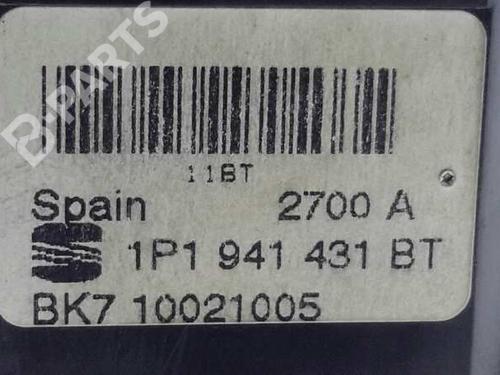 B-PARTS
11BT
Spain 2700 A
1P1 941 431 BT
BK7 10021005